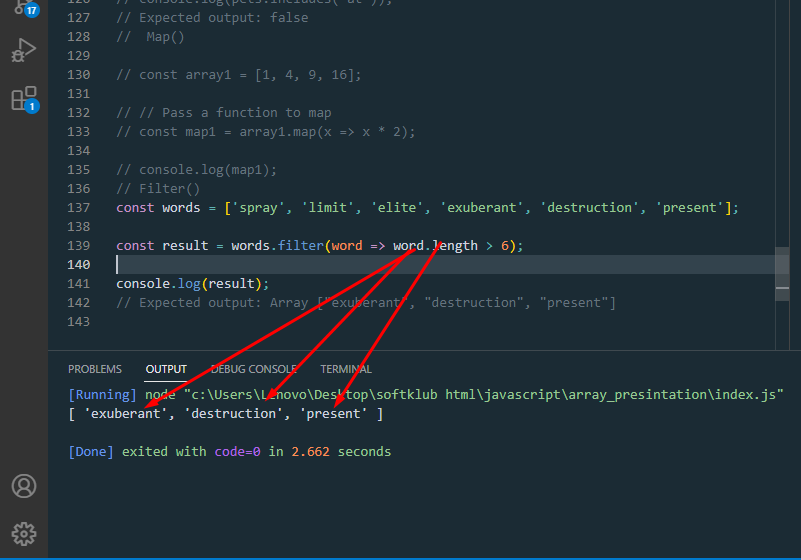 17
126 // console.log(pets.includes('at'));
127 // Expected output: false
128 //  Map()
129
130 // const array1 = [1, 4, 9, 16];
1
131
132 // // Pass a function to map
133 // const map1 = array1.map(x => x * 2);
134
135 // console.log(map1);
136 // Filter()
137 const words = ['spray', 'limit', 'elite', 'exuberant', 'destruction', 'present'];
138
139 const result = words.filter(word => word.length > 6);
140
141 console.log(result);
142 // Expected output: Array ["exuberant", "destruction", "present"]
143
PROBLEMS OUTPUT DEBUG CONSOLE TERMINAL
[Running] node "c:\Users\Lenovo\Desktop\softklub html\javascript\array_presintation\index.js"
[ 'exuberant', 'destruction', 'present' ]
[Done] exited with code=0 in 2.662 seconds